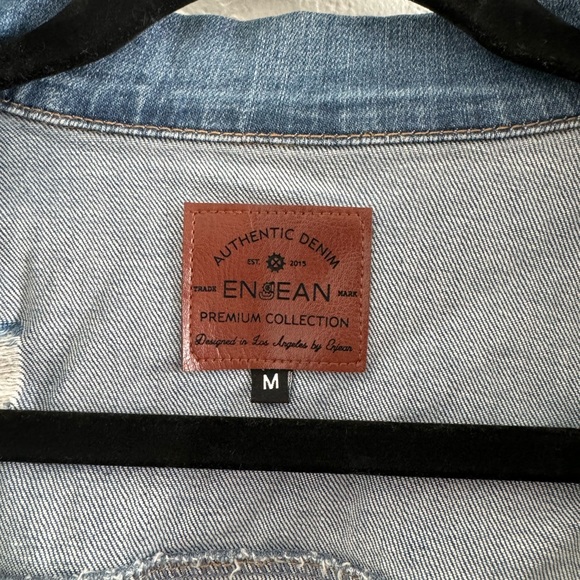 AUTHENTIC DENIM
EST. 2015
TRADE ENJEAN MARK
PREMIUM COLLECTION
Designed in Los Angeles by Enjean
M